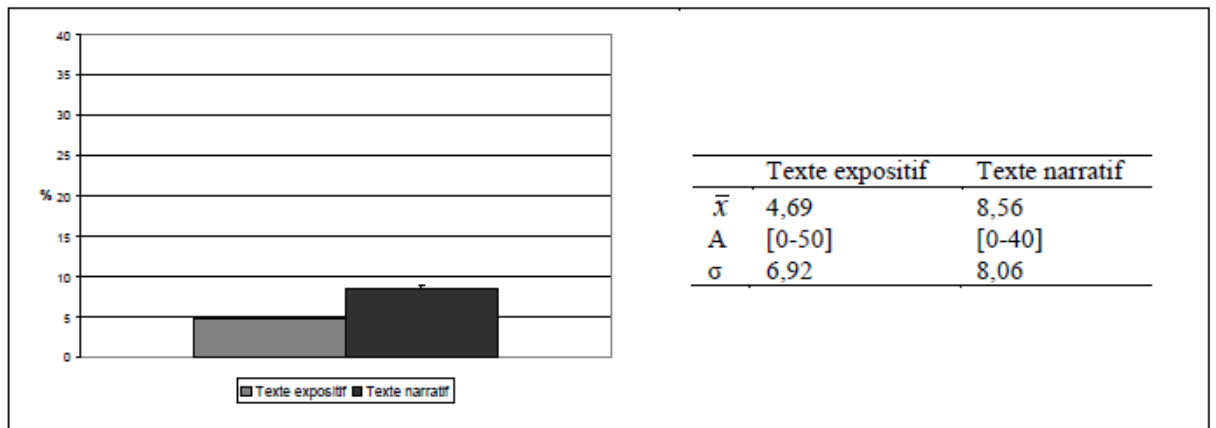 40
35
30
25
% 20
15
10
5
0
Texte expositif Texte narratif
Texte expositif Texte narratif
x̄ 4,69 8,56
A [0-50] [0-40]
σ 6,92 8,06